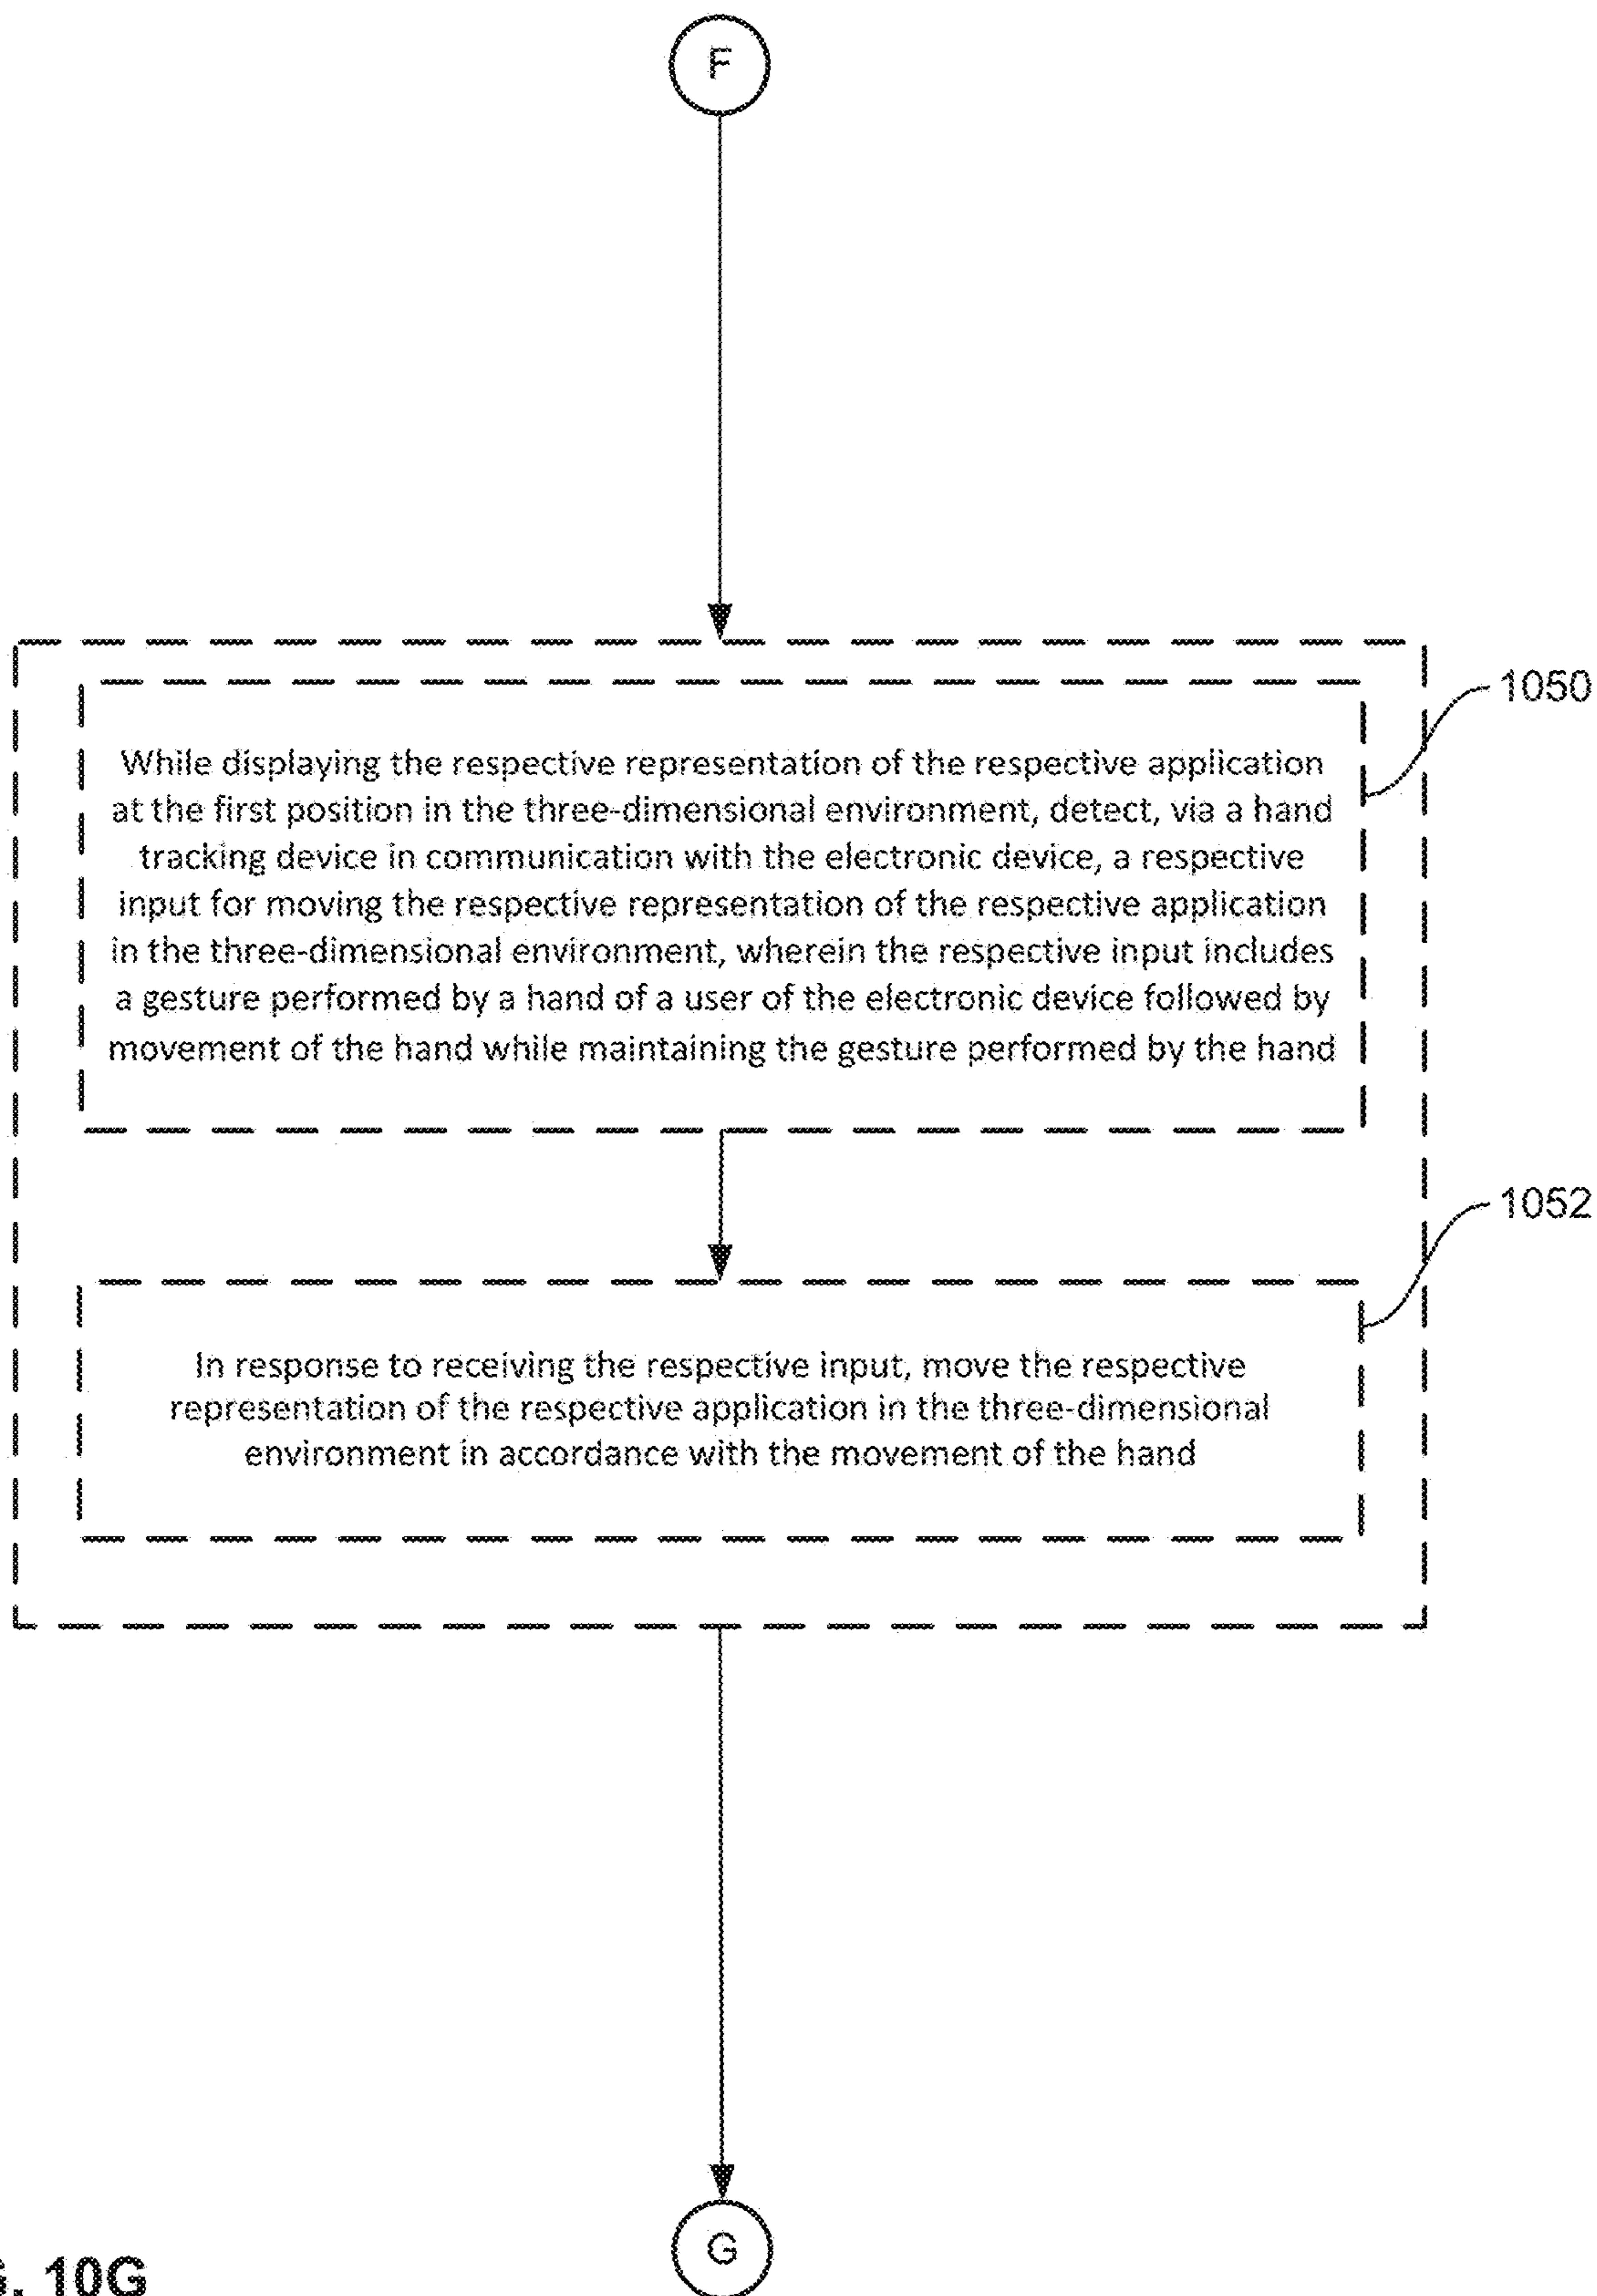 F
1050
While displaying the respective representation of the respective application
at the first position in the three-dimensional environment, detect, via a hand
tracking device in communication with the electronic device, a respective
input for moving the respective representation of the respective application
in the three-dimensional environment, wherein the respective input includes
a gesture performed by a hand of a user of the electronic device followed by
movement of the hand while maintaining the gesture performed by the hand
1052
In response to receiving the respective input, move the respective
representation of the respective application in the three-dimensional
environment in accordance with the movement of the hand
G
G. 10G